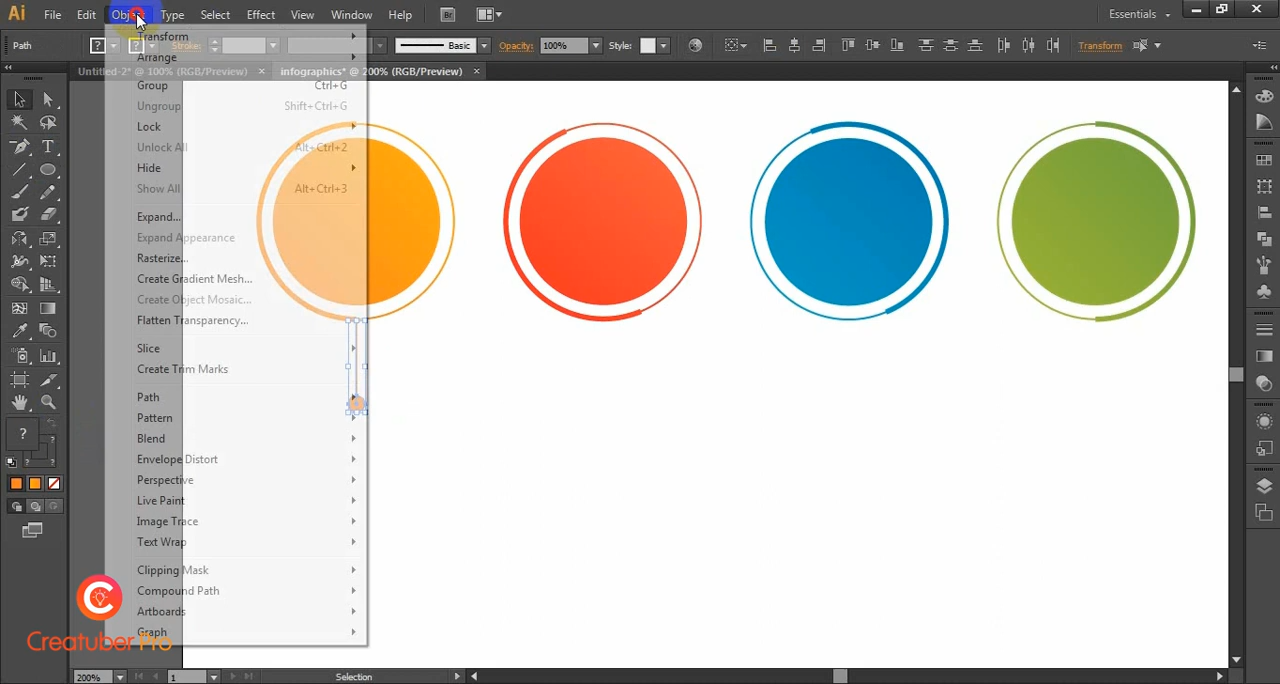 Ai File Edit Object Type Select Effect View Window Help Br Essentials
Path ? ? Stroke: Basic Opacity: 100% Style: Transform
Untitled-2* @ 100% (RGB/Preview) × infographics* @ 200% (RGB/Preview) ×
Transform
Arrange
Group Ctrl+G
Ungroup Shift+Ctrl+G
Lock
Unlock All Alt+Ctrl+2
Hide
Show All Alt+Ctrl+3
Expand...
Expand Appearance
Rasterize...
Create Gradient Mesh...
Create Object Mosaic...
Flatten Transparency...
Slice
Create Trim Marks
Path
Pattern
Blend
Envelope Distort
Perspective
Live Paint
Image Trace
Text Wrap
Clipping Mask
Compound Path
Artboards
Graph
?
?
?
Creatuber Pro
200% 1 Selection